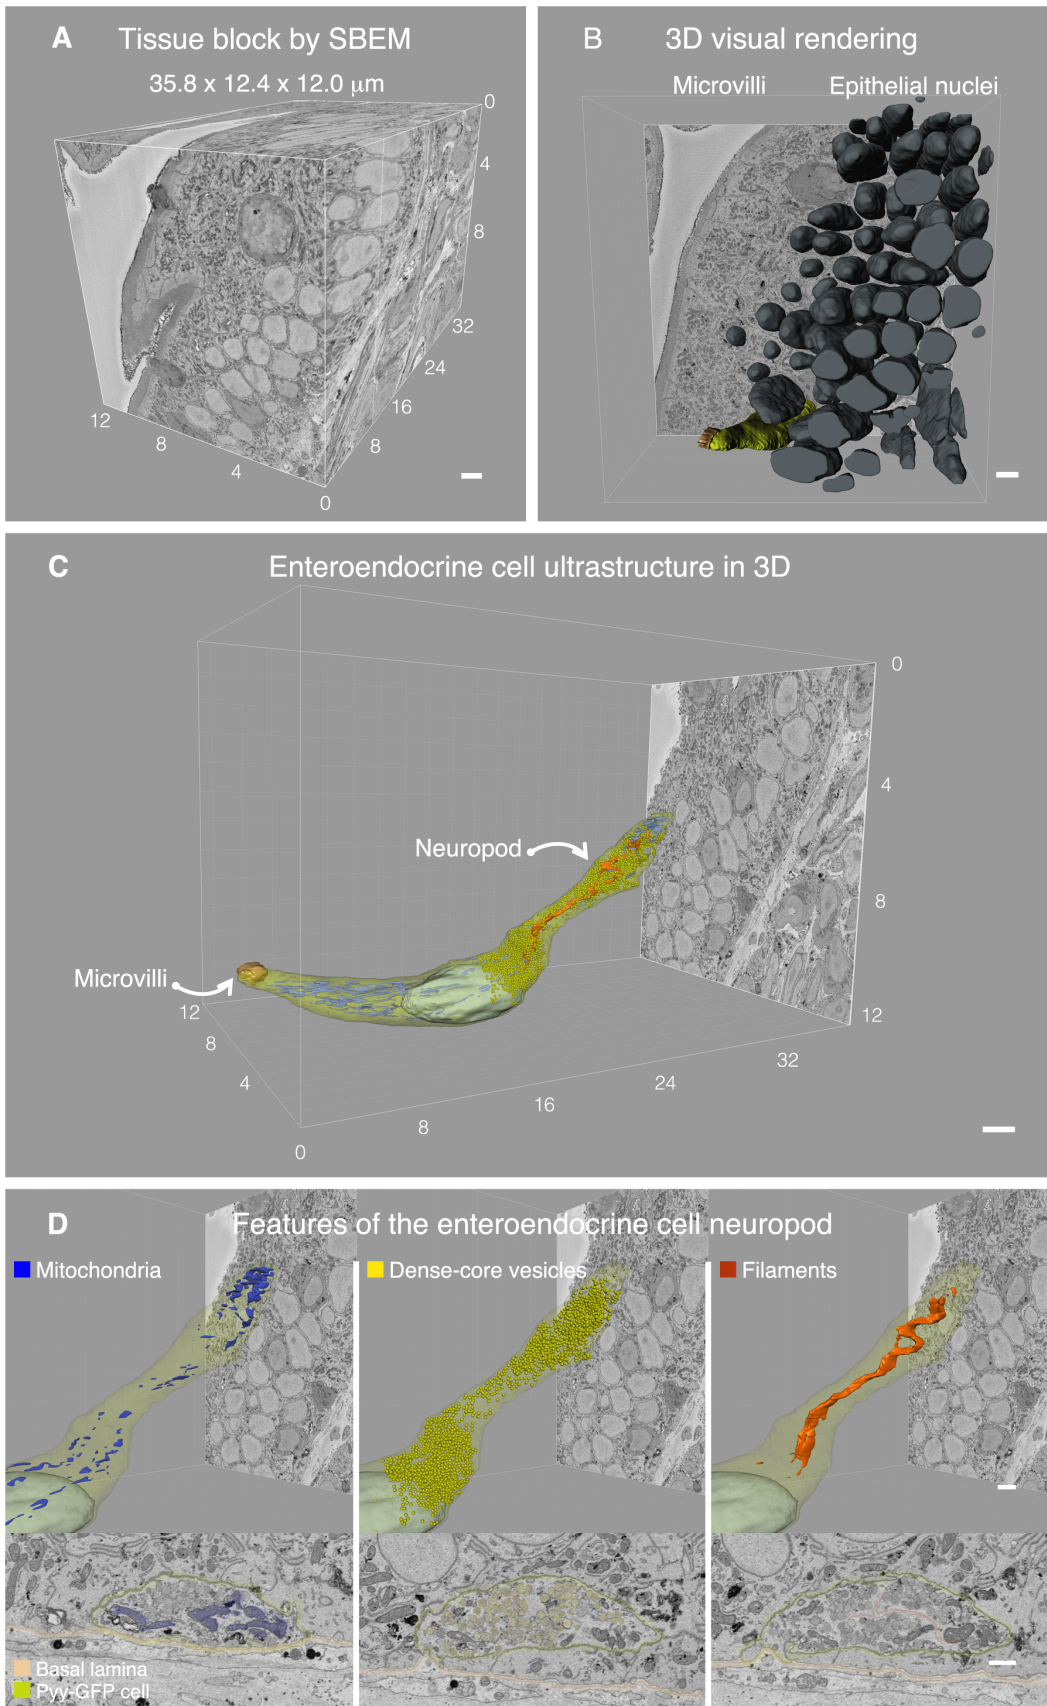 A Tissue block by SBEM
35.8 x 12.4 x 12.0 μm
0
4
8
32
24
16
8
0
12
8
4
B 3D visual rendering
Microvilli Epithelial nuclei
C Enteroendocrine cell ultrastructure in 3D
0
4
Neuropod
8
Microvilli
12
12
8
4
0
8
16
24
32
D Features of the enteroendocrine cell neuropod
Mitochondria
Dense-core vesicles
Filaments
Basal lamina
Pyy-GFP cell